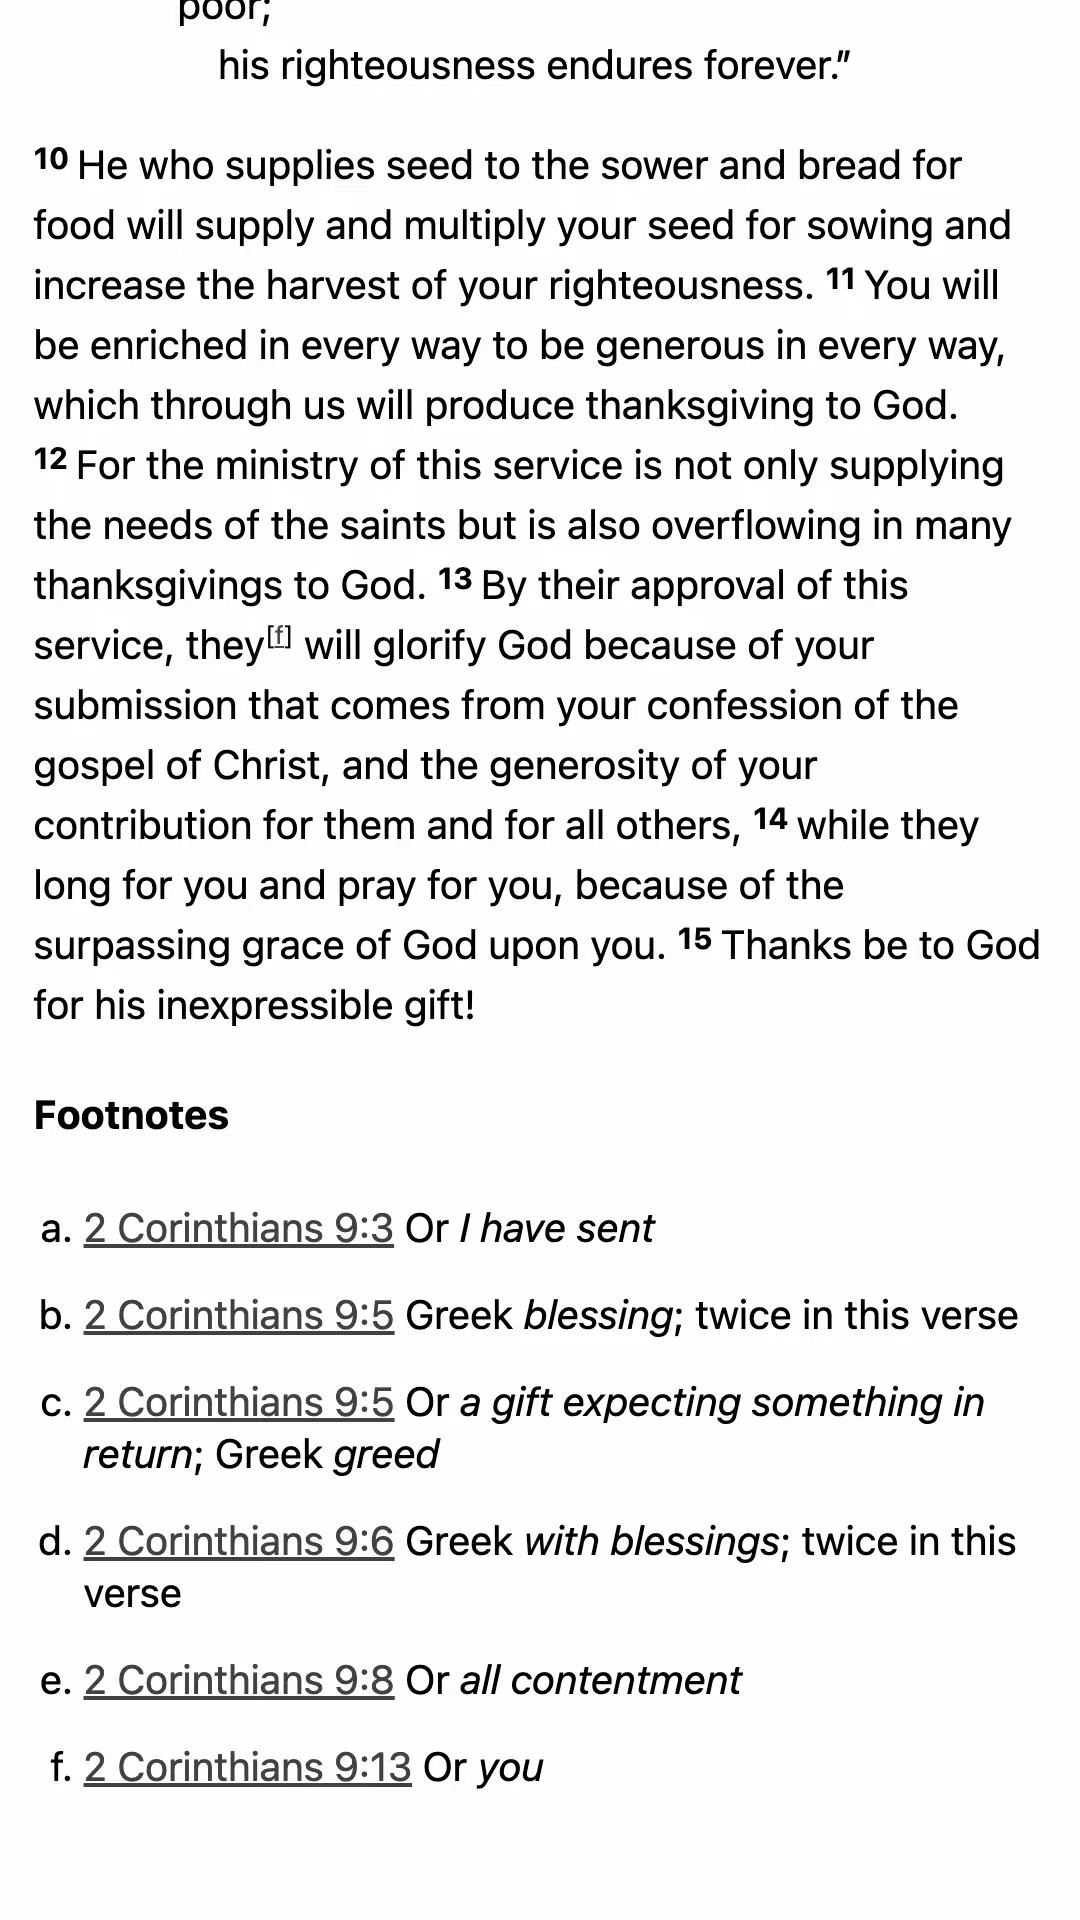 poor;
his righteousness endures forever.”
10 He who supplies seed to the sower and bread for
food will supply and multiply your seed for sowing and
increase the harvest of your righteousness. 11 You will
be enriched in every way to be generous in every way,
which through us will produce thanksgiving to God.
12 For the ministry of this service is not only supplying
the needs of the saints but is also overflowing in many
thanksgivings to God. 13 By their approval of this
service, they[f] will glorify God because of your
submission that comes from your confession of the
gospel of Christ, and the generosity of your
contribution for them and for all others, 14 while they
long for you and pray for you, because of the
surpassing grace of God upon you. 15 Thanks be to God
for his inexpressible gift!
Footnotes
a. 2 Corinthians 9:3 Or I have sent
b. 2 Corinthians 9:5 Greek blessing; twice in this verse
c. 2 Corinthians 9:5 Or a gift expecting something in
return; Greek greed
d. 2 Corinthians 9:6 Greek with blessings; twice in this
verse
e. 2 Corinthians 9:8 Or all contentment
f. 2 Corinthians 9:13 Or you